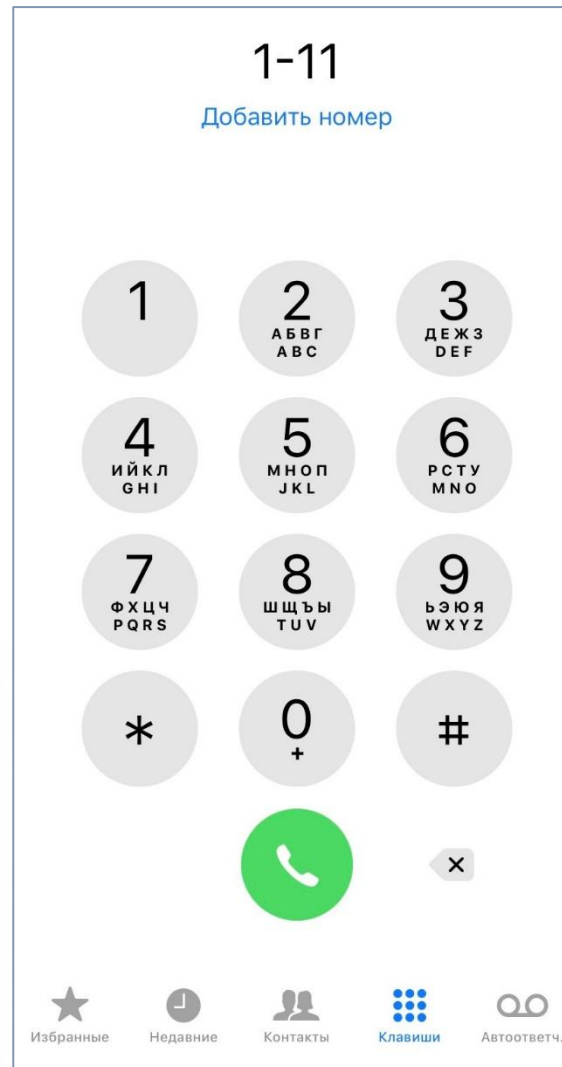 1-11
Добавить номер
1 2 3
АБВГ ДЕЖЗ
ABC DEF
4 5 6
ИЙКЛ МНОП РСТУ
GHI JKL MNO
7 8 9
ФХЦЧ ШЩЪЫ ЬЭЮЯ
PQRS TUV WXYZ
* 0 #
+
Избранные Недавние Контакты Клавиши Автоответч.